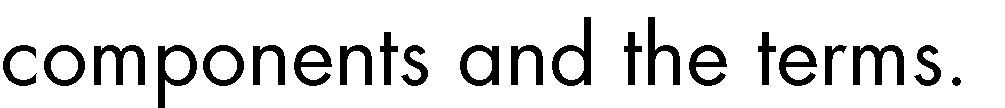 components and the terms.